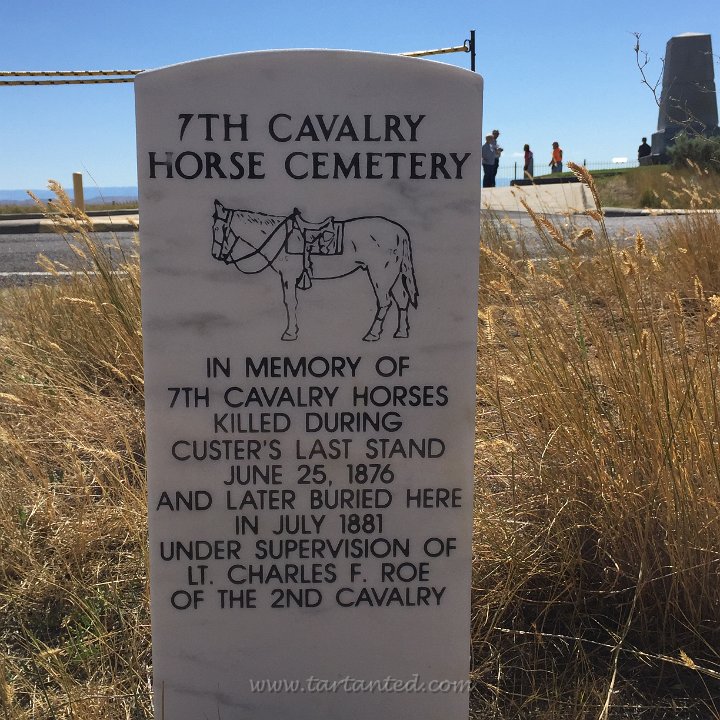 7TH CAVALRY
HORSE CEMETERY
IN MEMORY OF
7TH CAVALRY HORSES
KILLED DURING
CUSTER'S LAST STAND
JUNE 25, 1876
AND LATER BURIED HERE
IN JULY 1881
UNDER SUPERVISION OF
LT. CHARLES F. ROE
OF THE 2ND CAVALRY
www.tartanted.com